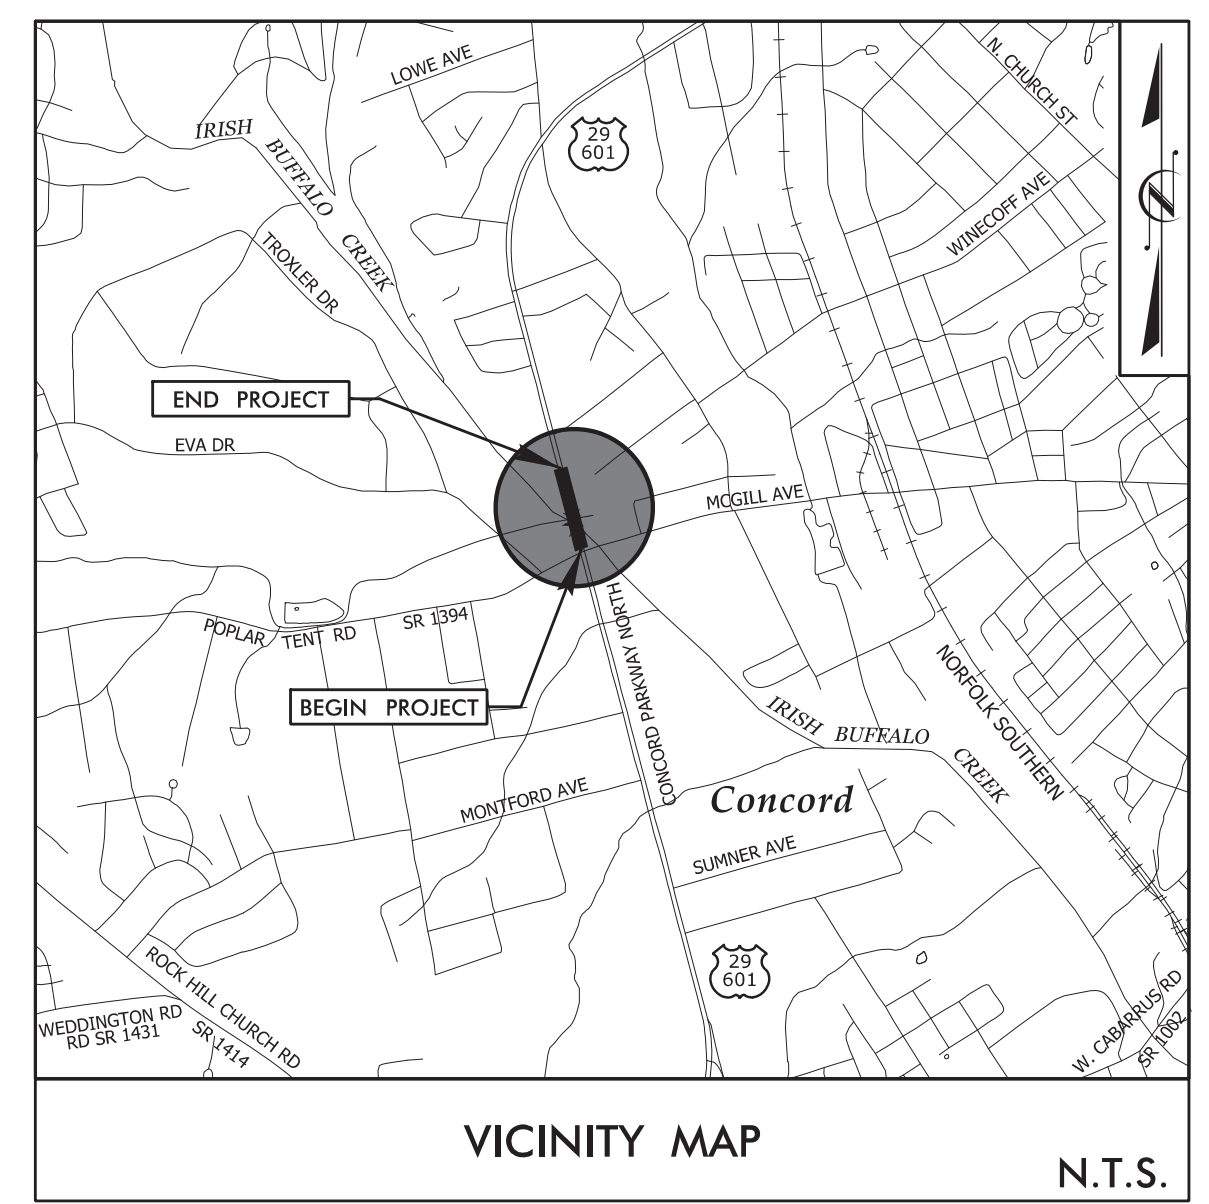 LOWE AVE
N. CHURCH ST
29
601
IRISH
BUFFALO
CREEK
N
WINECOFF AVE
TROXLER DR
END PROJECT
EVA DR
MCGILL AVE
POPLAR TENT RD
SR 1394
CONCORD PARKWAY NORTH
BEGIN PROJECT
NORFOLK SOUTHERN
IRISH
BUFFALO
CREEK
MONTFORD AVE
Concord
SUMNER AVE
29
601
ROCK HILL CHURCH RD
SR 1414
WEDDINGTON RD
RD SR 1431
W. CABARRUS RD
SR 1002
VICINITY MAP
N.T.S.